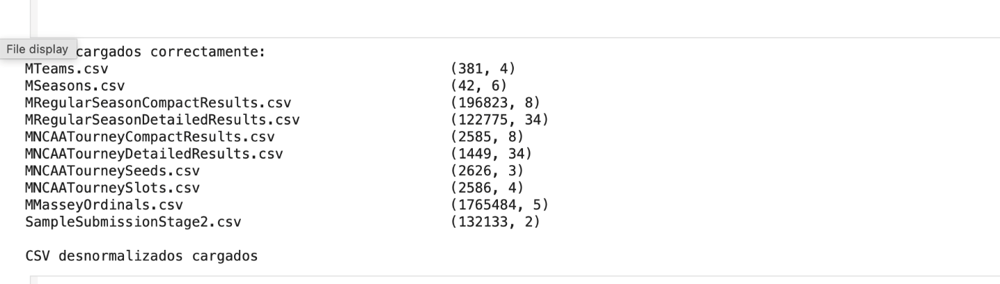 File display
cargados correctamente:
MTeams.csv (381, 4)
MSeasons.csv (42, 6)
MRegularSeasonCompactResults.csv (196823, 8)
MRegularSeasonDetailedResults.csv (122775, 34)
MNCAATourneyCompactResults.csv (2585, 8)
MNCAATourneyDetailedResults.csv (1449, 34)
MNCAATourneySeeds.csv (2626, 3)
MNCAATourneySlots.csv (2586, 4)
MMasseyOrdinals.csv (1765484, 5)
SampleSubmissionStage2.csv (132133, 2)
CSV desnormalizados cargados